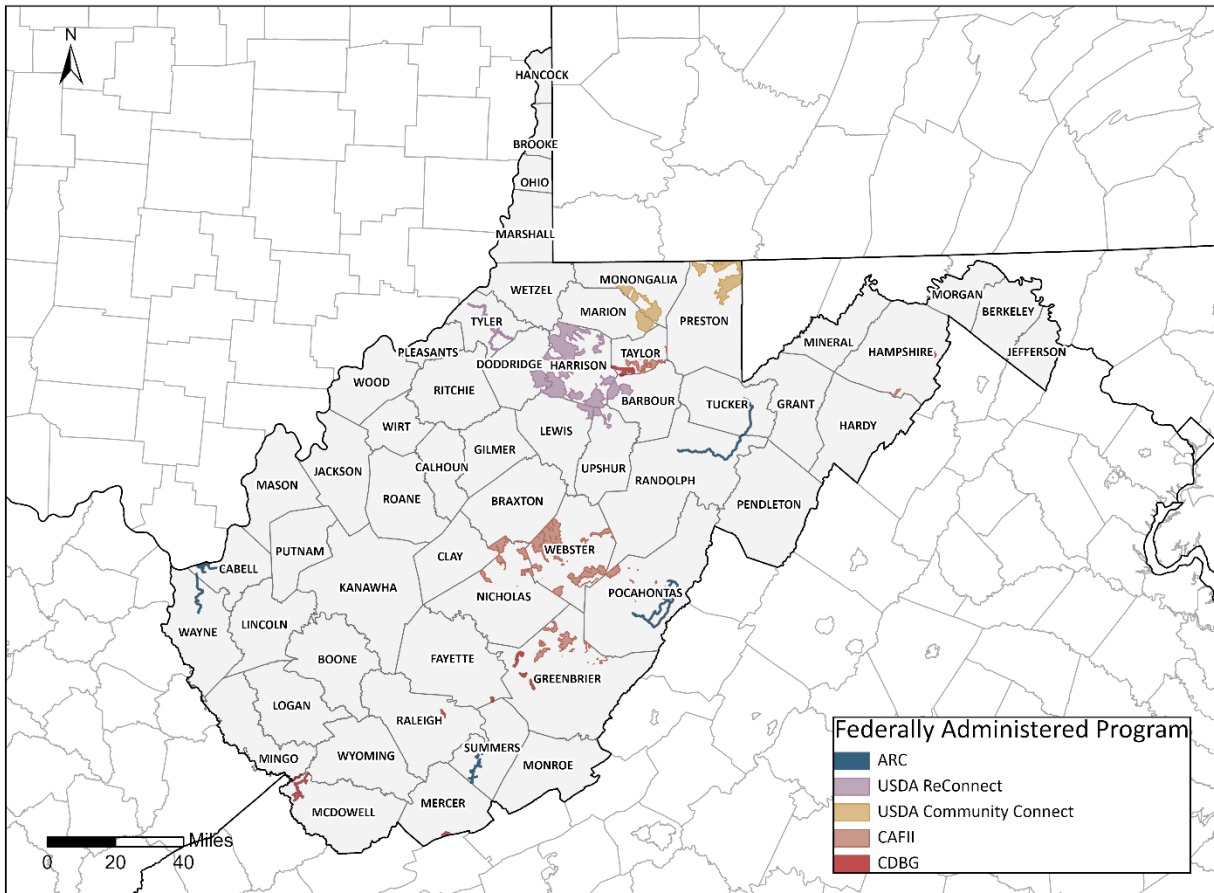 N
HANCOCK
BROOKE
OHIO
MARSHALL
WETZEL
MONONGALIA
MARION
PRESTON
MORGAN
BERKELEY
JEFFERSON
TYLER
MINERAL
HAMPSHIRE
PLEASANTS
DODDRIDGE
HARRISON
TAYLOR
WOOD
RITCHIE
BARBOUR
TUCKER
GRANT
HARDY
WIRT
LEWIS
GILMER
CALHOUN
UPSHUR
RANDOLPH
JACKSON
MASON
ROANE
BRAXTON
PENDLETON
PUTNAM
CLAY
WEBSTER
CABELL
KANAWHA
NICHOLAS
POCAHONTAS
WAYNE
LINCOLN
BOONE
FAYETTE
GREENBRIER
LOGAN
RALEIGH
SUMMERS
MINGO
WYOMING
MONROE
MERCER
MCDOWELL
Federally Administered Program
ARC
USDA ReConnect
USDA Community Connect
CAFII
CDBG
Miles
0 20 40